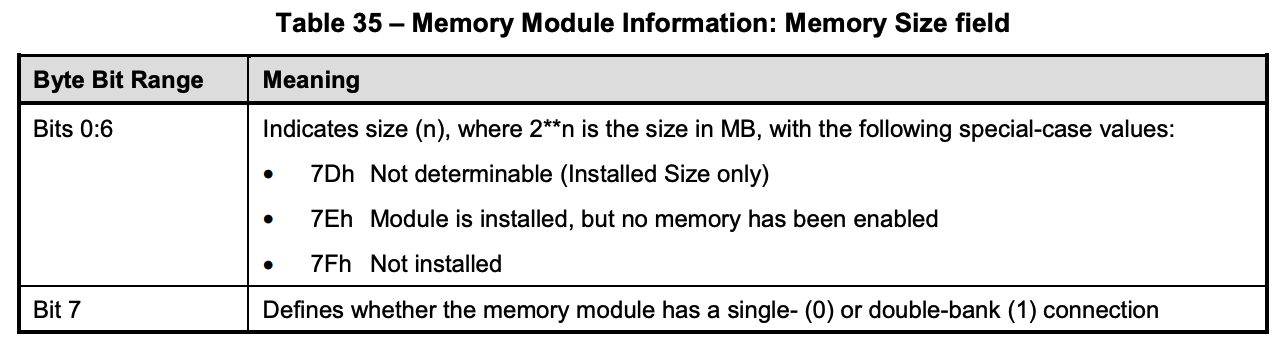 Table 35 – Memory Module Information: Memory Size field
Byte Bit Range Meaning
Bits 0:6 Indicates size (n), where 2**n is the size in MB, with the following special-case values:
• 7Dh Not determinable (Installed Size only)
• 7Eh Module is installed, but no memory has been enabled
• 7Fh Not installed
Bit 7 Defines whether the memory module has a single- (0) or double-bank (1) connection